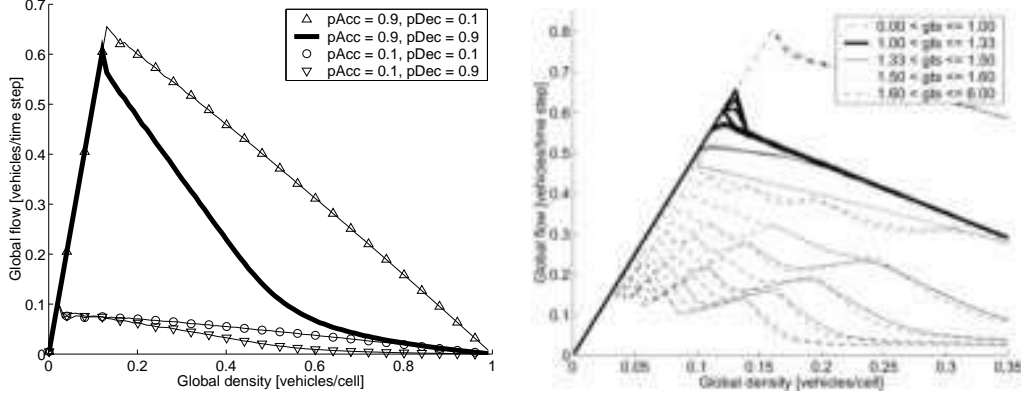 0.7
0.6
0.5
0.4
0.3
0.2
0.1
0
0 0.2 0.4 0.6 0.8 1
Global flow [vehicles/time step]
Global density [vehicles/cell]
pAcc = 0.9, pDec = 0.1
pAcc = 0.9, pDec = 0.9
pAcc = 0.1, pDec = 0.1
pAcc = 0.1, pDec = 0.9
0.8
0.7
0.6
0.5
0.4
0.3
0.2
0.1
0
0 0.05 0.1 0.15 0.2 0.25 0.3 0.35
Global flow [vehicles/time step]
Global density [vehicles/cell]
0.00 < gts <= 1.00
1.00 < gts <= 1.33
1.33 < gts <= 1.50
1.50 < gts <= 1.60
1.60 < gts <= 6.00